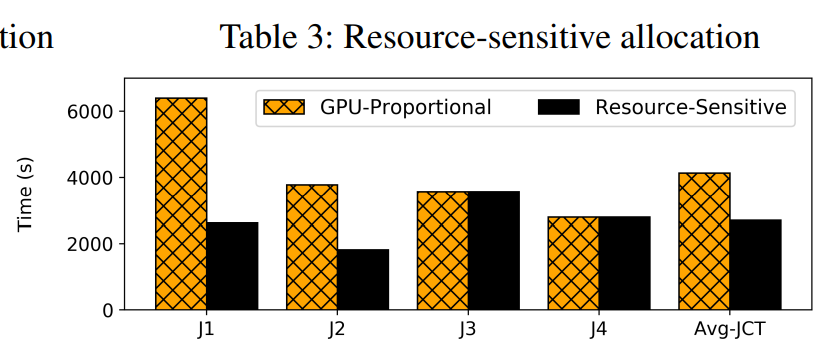 tion
Table 3: Resource-sensitive allocation
GPU-Proportional
Resource-Sensitive
Time (s)
6000
4000
2000
0
J1
J2
J3
J4
Avg-JCT